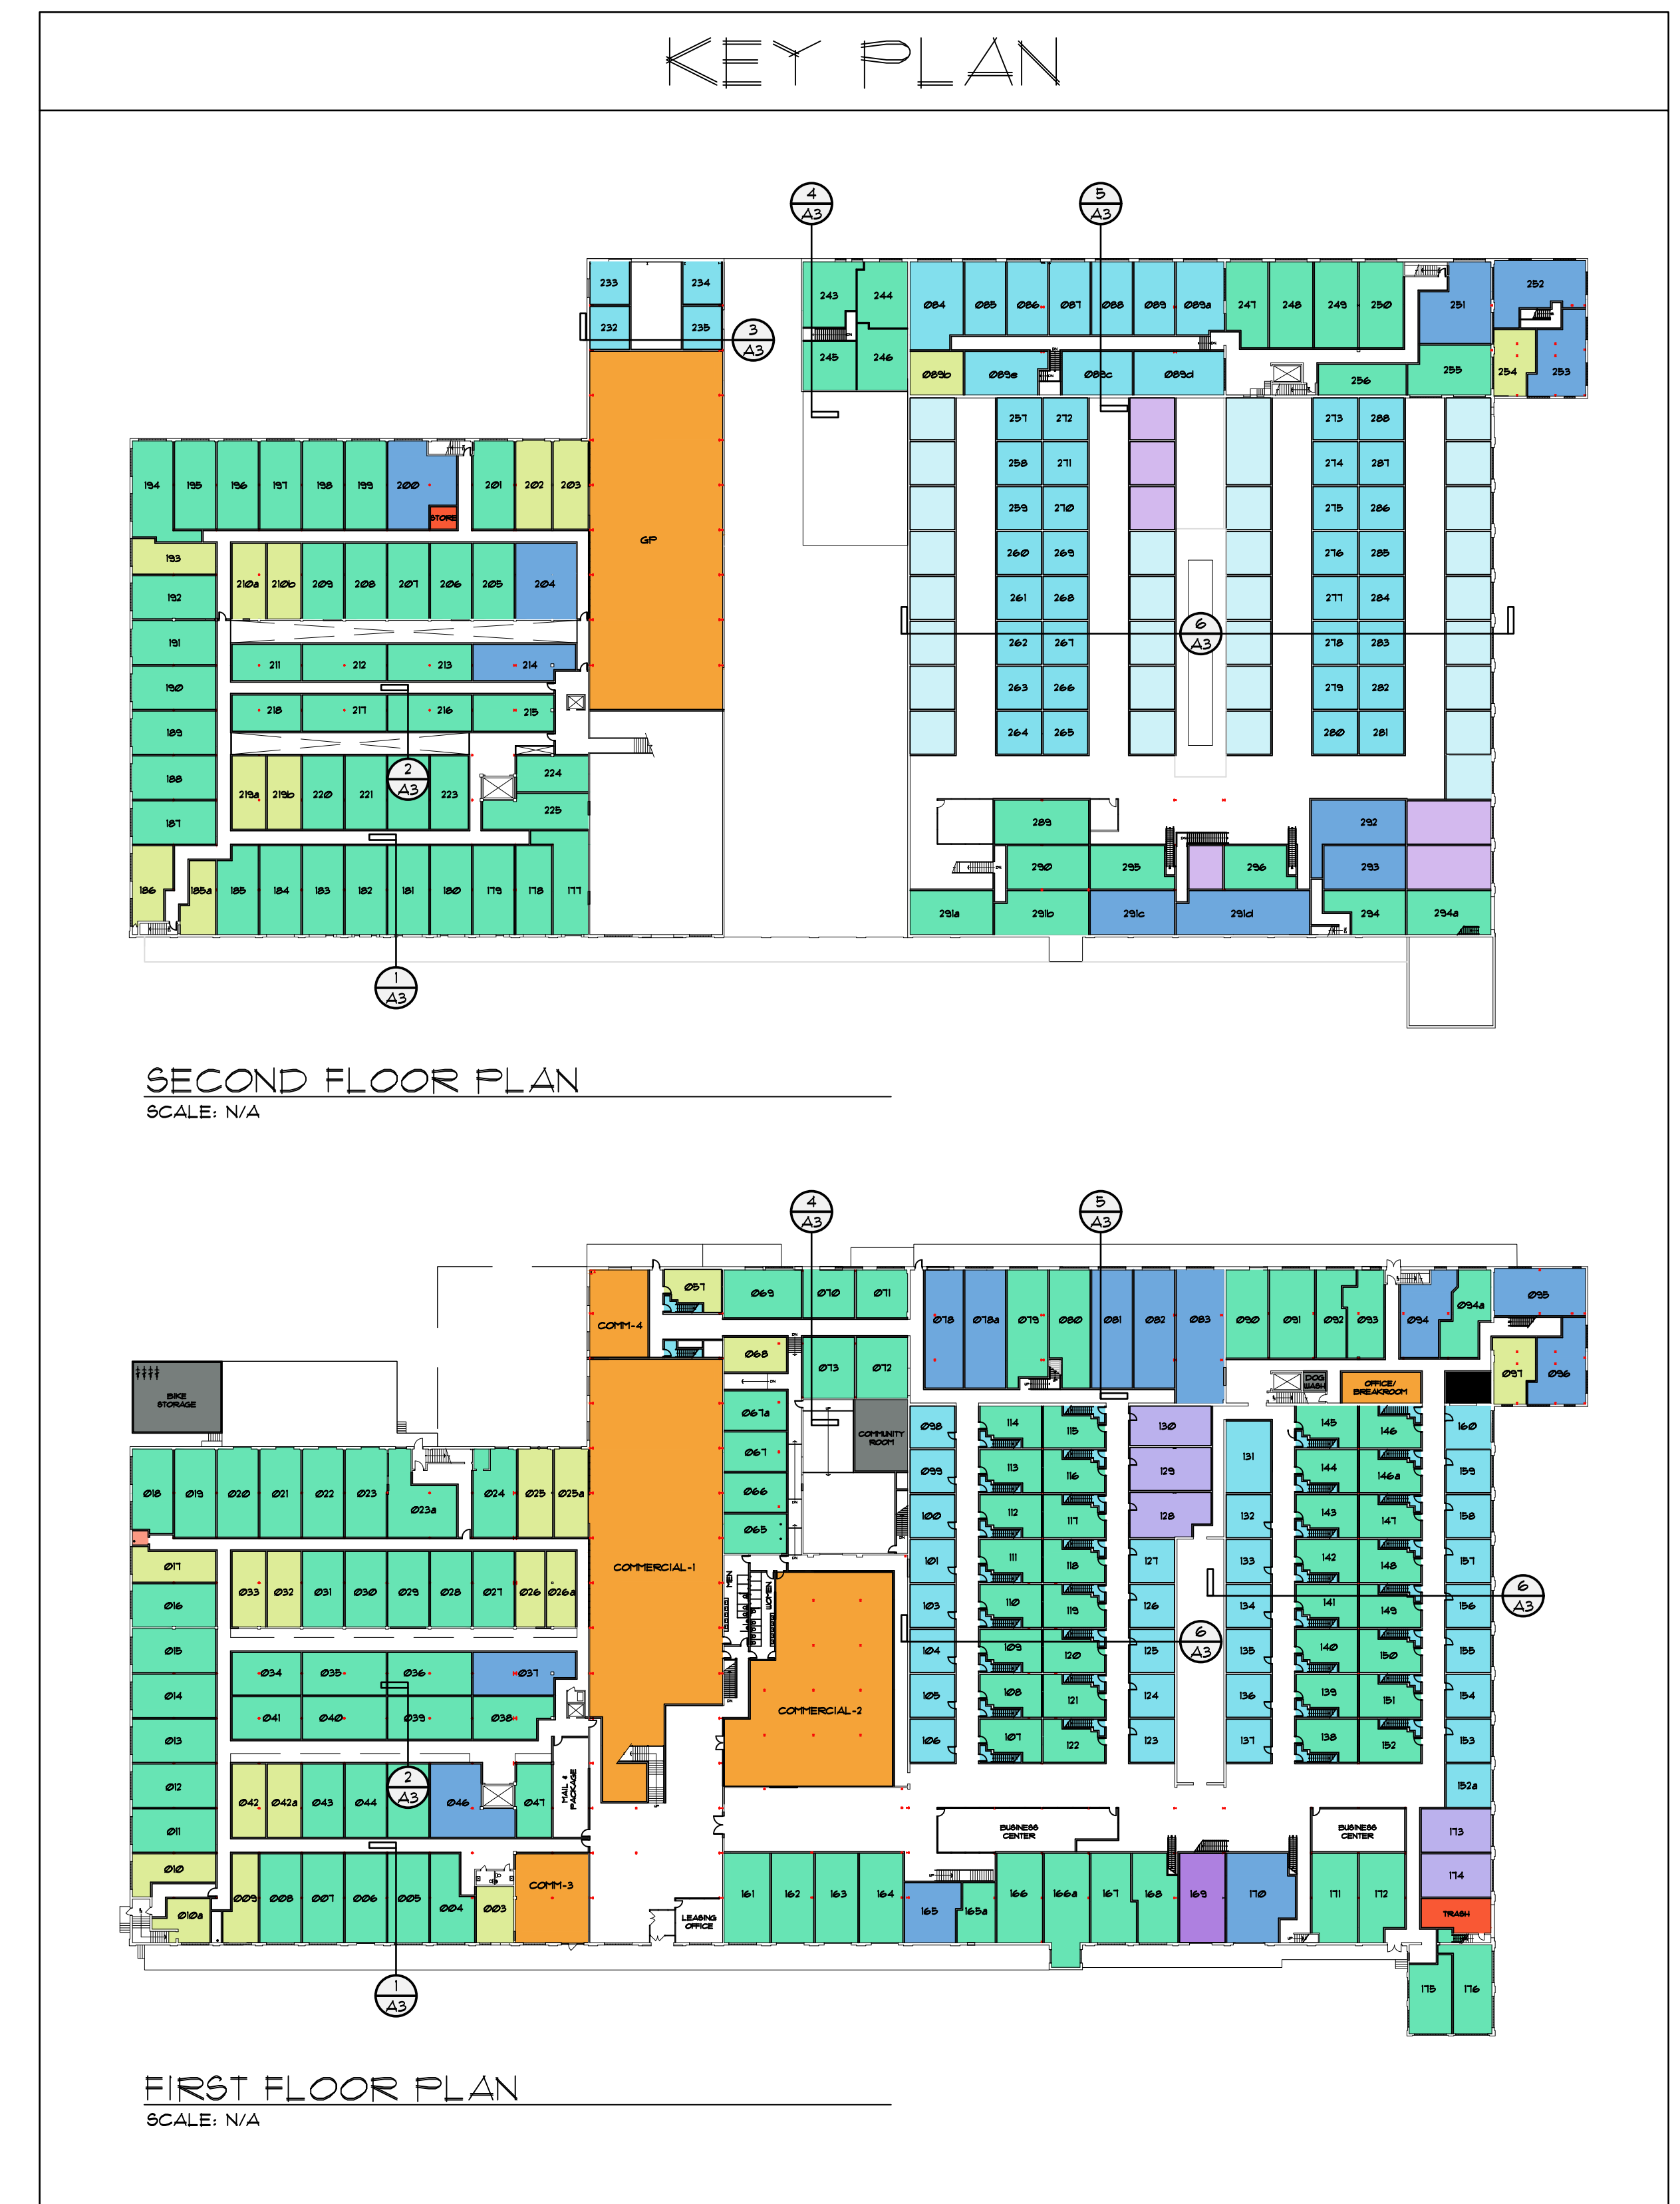 KEY PLAN
4
A3
5
A3
233 234
243 244
232 235
3
A3
245 246
084 085 086 087 088 089 089a 247 248 249 250 251 252
089b 089e 089c 089d 256 255 254 253
194 195 196 197 198 199 200 201 202 203
STORE
193
210a 210b 209 208 207 206 205 204
GP
192
191
211 212 213 214
190
218 217 216 215
189
188
219a 219b 220 221 223 224
2
A3
187
225
186 185a 185 184 183 182 181 180 179 178 177
1
A3
257 272 273 288
258 271 274 287
259 270 275 286
260 269 276 285
261 268 277 284
262 267 278 283
6
A3
263 266 279 282
264 265 280 281
289 292
290 295 296 293
291a 291b 291c 291d 294 294a
SECOND FLOOR PLAN
SCALE: N/A
4
A3
5
A3
COMM-4
057 069 070 071
068 073 072
078 078a 079 080 081 082 083 090 091 092 093 094 094a 095
DOG
WASH
OFFICE/
BREAKROOM
097 096
BIKE
STORAGE
067a
067
066
065
COMMUNITY
ROOM
018 019 020 021 022 023 023a 024 025 025a
017
033 032 031 030 029 028 027 026 026a
016
COMMERCIAL-1
MEN
WOMEN
015
034 035 036 037
014
041 040 039 038
COMMERCIAL-2
013
012
042 042a 043 044 046 047
2
A3
MAIL &
PACKAGE
011
010
010a 009 008 007 006 005 004 003
COMM-3
LEASING
OFFICE
1
A3
098 114 115 130 131 145 146 160
099 113 116 129 144 146a 159
100 112 117 128 132 143 147 158
101 111 118 127 133 142 148 157
103 110 119 126 134 141 149 156
6
A3
104 109 120 125 135 140 150 155
6
A3
105 108 121 124 136 139 151 154
106 107 122 123 137 138 152 153
152a
BUSINESS
CENTER
BUSINESS
CENTER
173
174
161 162 163 164 165 165a 166 166a 167 168 169 170 171 172
TRASH
175 176
FIRST FLOOR PLAN
SCALE: N/A